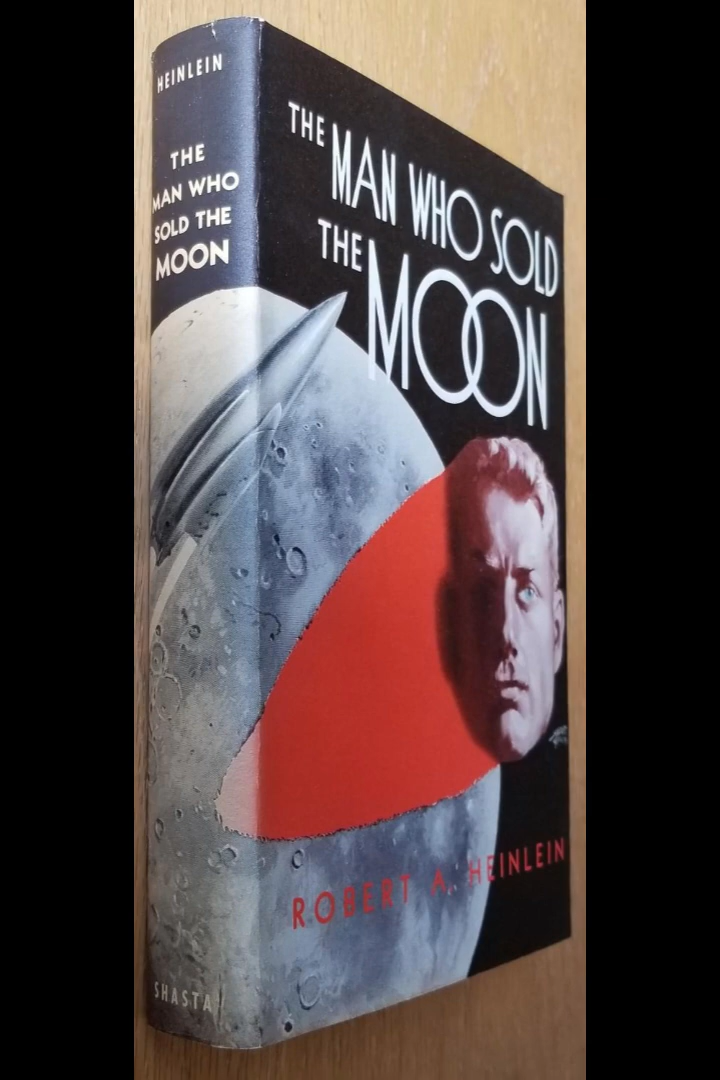 HEINLEIN
THE
MAN WHO
SOLD THE
MOON
SHASTA
THE
MAN WHO SOLD
THE
MOON
ROBERT A. HEINLEIN